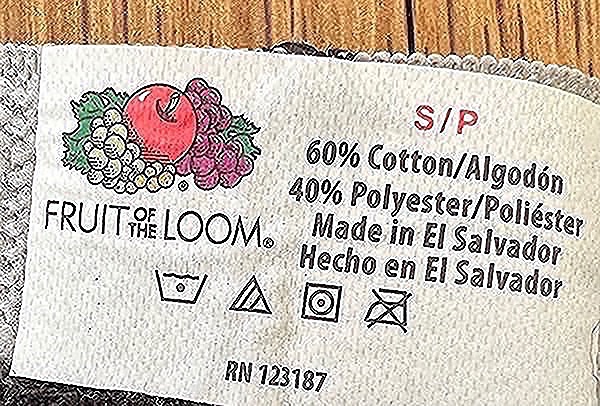 FRUIT OF THE LOOM®
S/P
60% Cotton/Algodón
40% Polyester/Poliéster
Made in El Salvador
Hecho en El Salvador
RN 123187